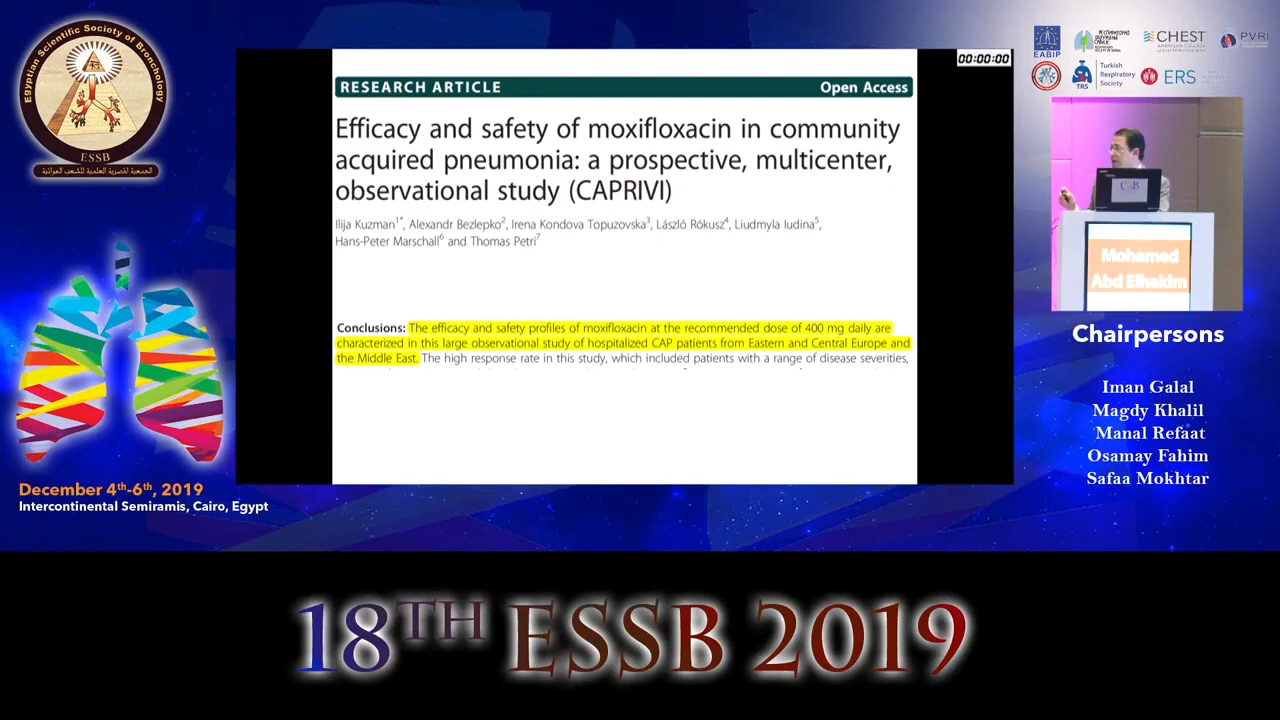 Egyptian Scientific Society of Bronchology
ESSB
الجمعية المصرية العلمية للشعب الهوائية
00:00:00
RESEARCH ARTICLE
Open Access
Efficacy and safety of moxifloxacin in community
acquired pneumonia: a prospective, multicenter,
observational study (CAPRIVI)
Ilija Kuzman1*, Alexandr Bezlepko2, Irena Kondova Topuzovska3, László Rókusz4, Liudmyla Iudina5,
Hans-Peter Marschall6 and Thomas Petri7
Conclusions: The efficacy and safety profiles of moxifloxacin at the recommended dose of 400 mg daily are
characterized in this large observational study of hospitalized CAP patients from Eastern and Central Europe and
the Middle East. The high response rate in this study, which included patients with a range of disease severities,
EABIP
CHEST
PVRI
TRS
Turkish
Respiratory
Society
ERS
Mohamed
Abd Elhakim
Chairpersons
Iman Galal
Magdy Khalil
Manal Refaat
Osamay Fahim
Safaa Mokhtar
December 4th-6th, 2019
Intercontinental Semiramis, Cairo, Egypt
18TH ESSB 2019